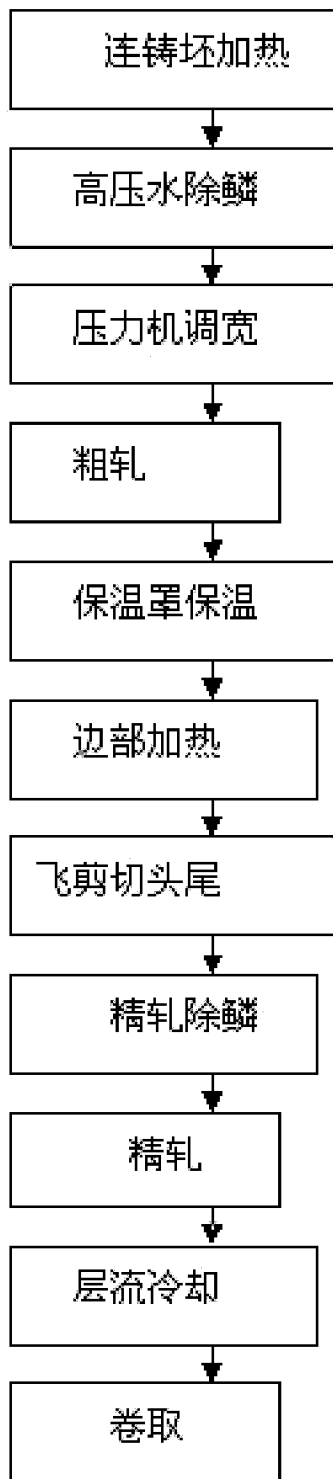 连铸坯加热
高压水除鳞
压力机调宽
粗轧
保温罩保温
边部加热
飞剪切头尾
精轧除鳞
精轧
层流冷却
卷取